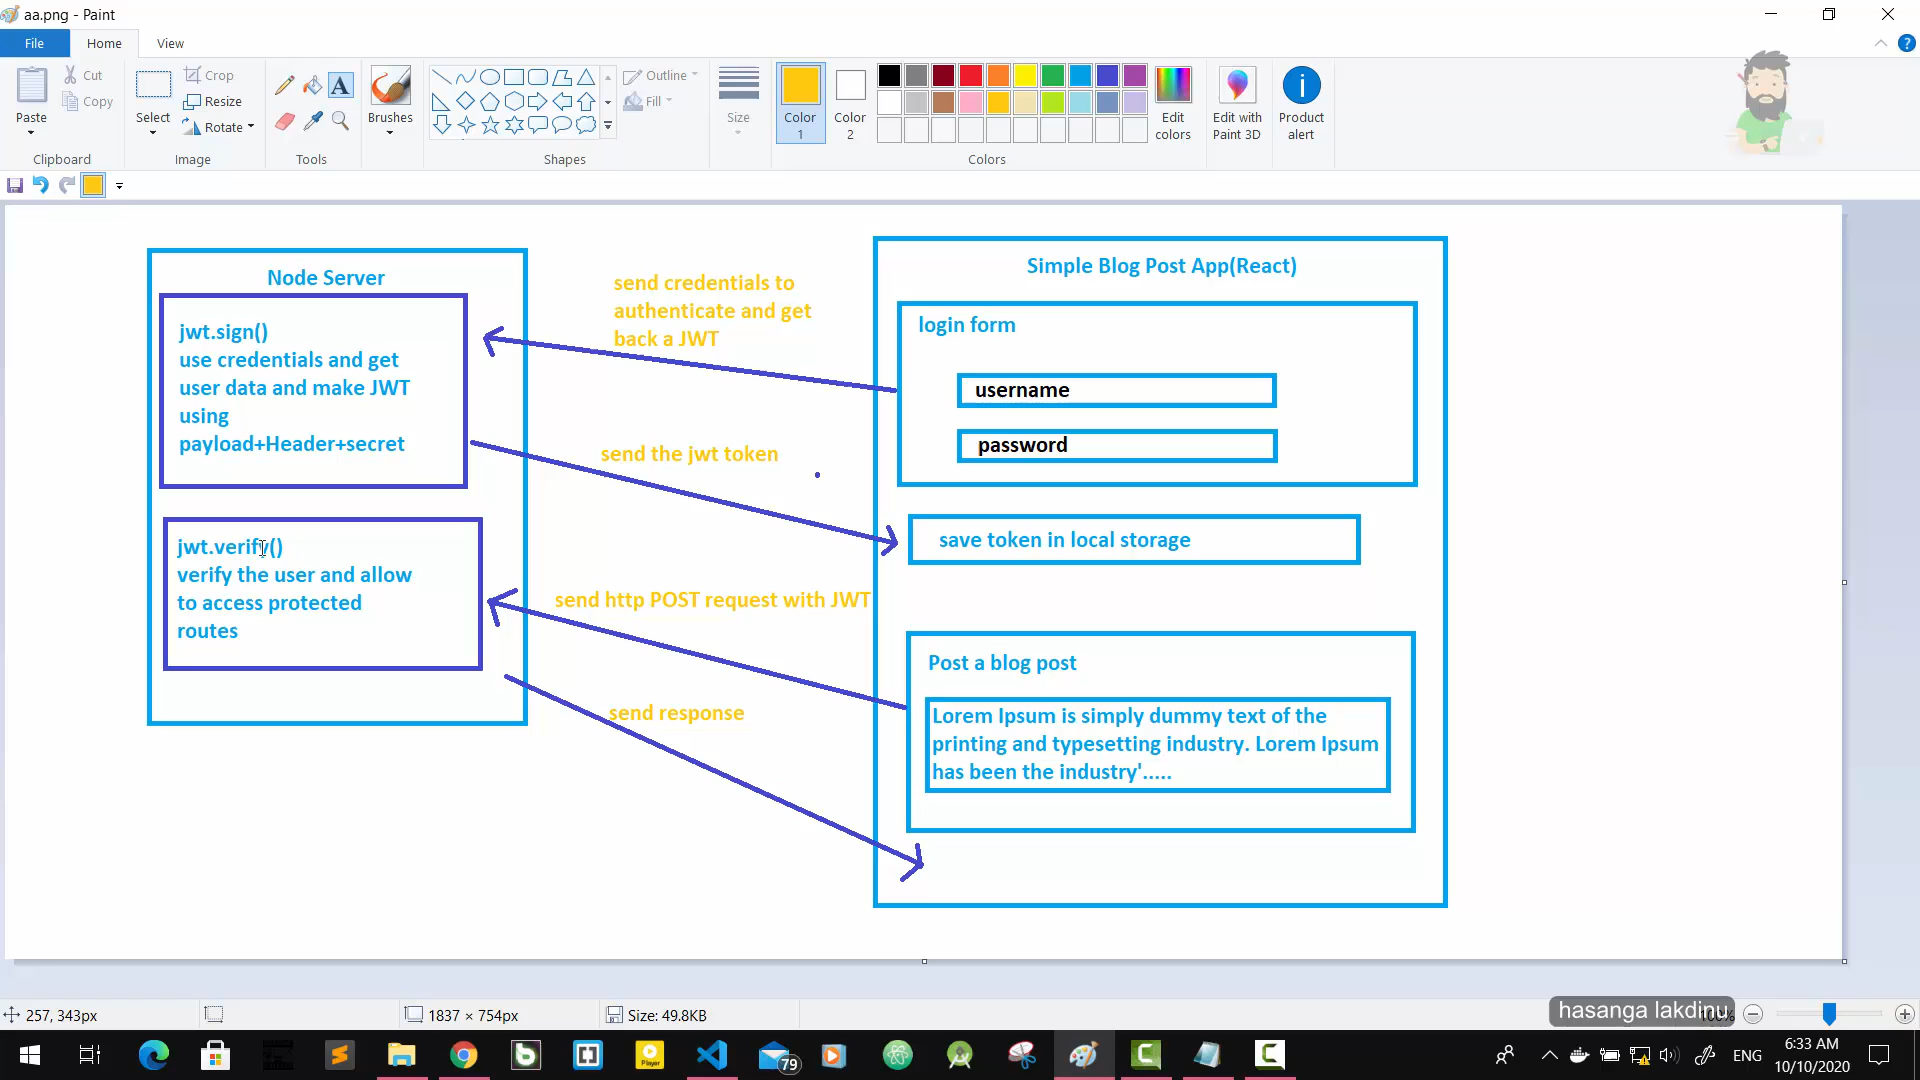 aa.png - Paint
File
Home
View
Paste
Cut
Copy
Clipboard
Select
Crop
Resize
Rotate
Image
A
Tools
Brushes
Outline
Fill
Shapes
Size
Color 1
Color 2
Edit colors
Colors
Edit with Paint 3D
Product alert
Node Server
jwt.sign()
use credentials and get
user data and make JWT
using
payload+Header+secret
jwt.verify()
verify the user and allow
to access protected
routes
send credentials to
authenticate and get
back a JWT
send the jwt token
send http POST request with JWT
send response
Simple Blog Post App(React)
login form
username
password
save token in local storage
Post a blog post
Lorem Ipsum is simply dummy text of the
printing and typesetting industry. Lorem Ipsum
has been the industry'.....
257, 343px
1837 × 754px
Size: 49.8KB
hasanga lakdinu
100%
79
Player
ENG
6:33 AM
10/10/2020